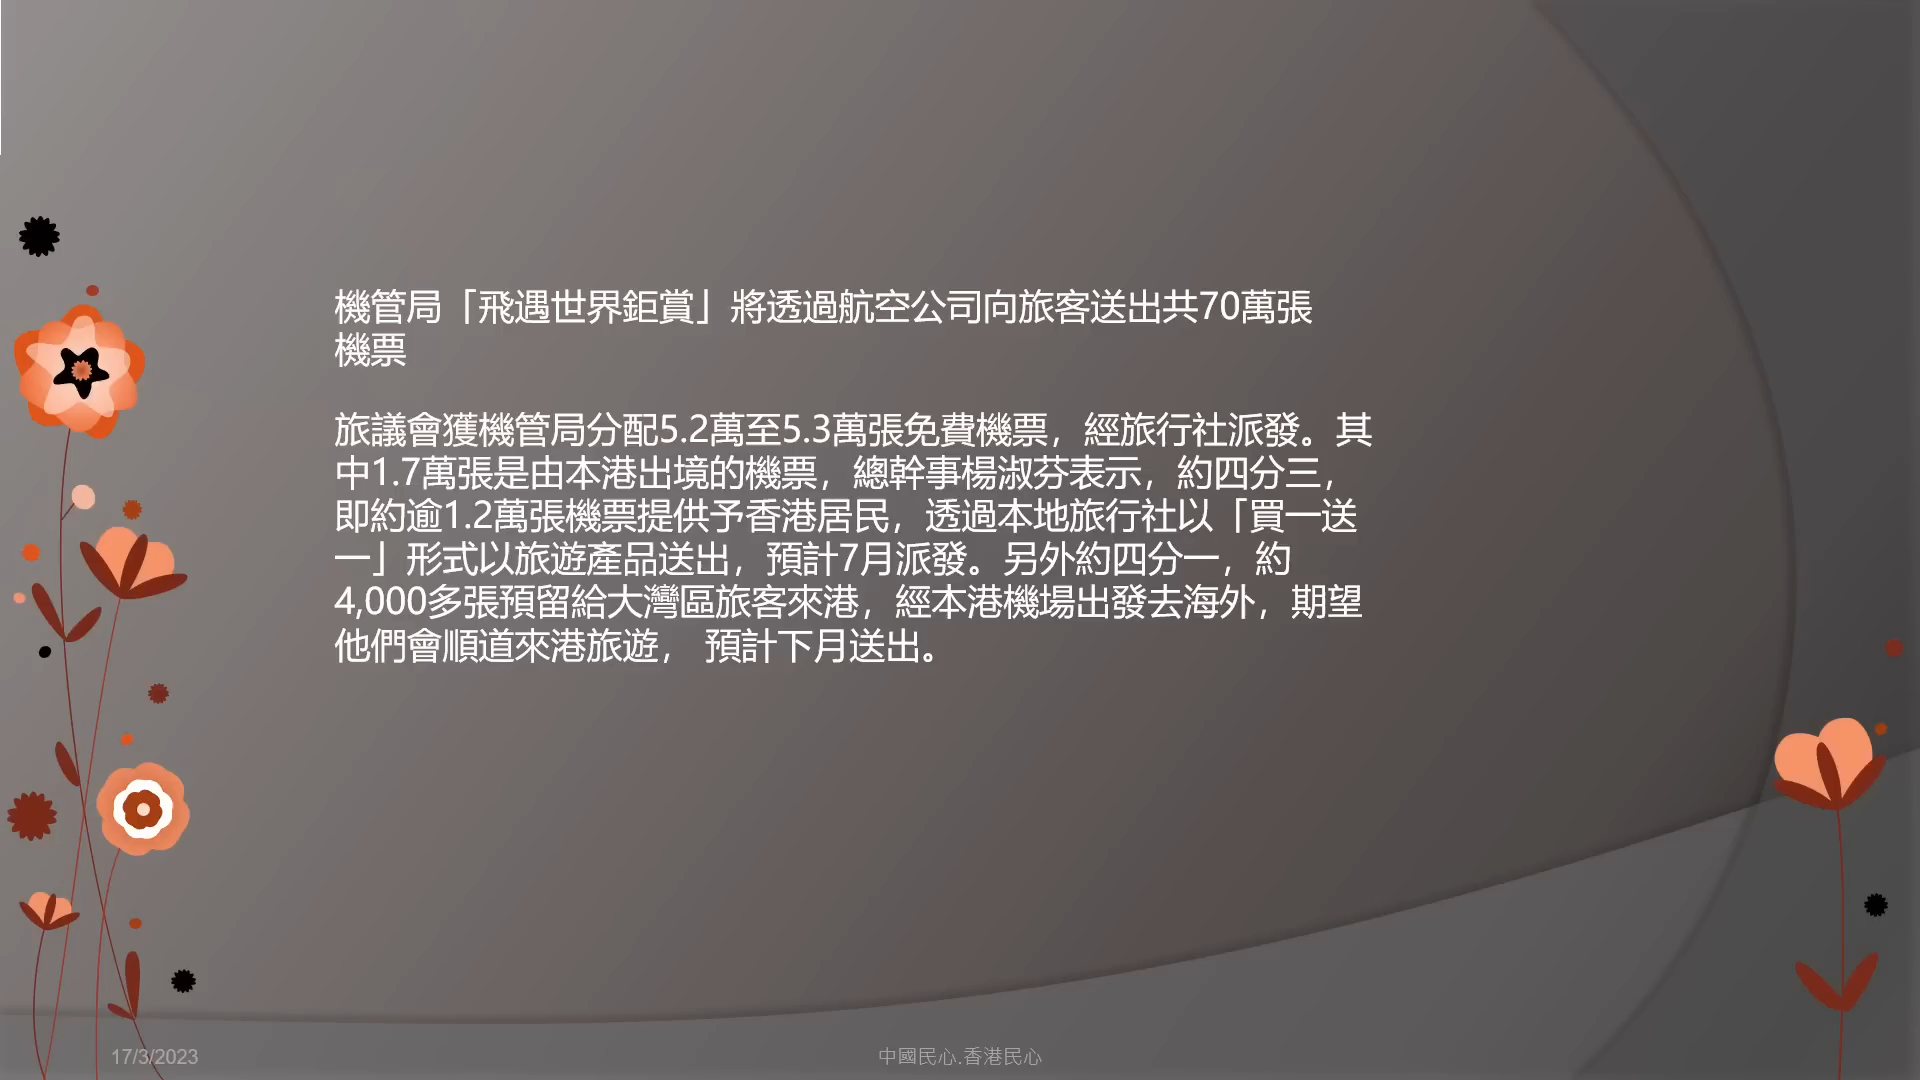 機管局「飛遇世界鉅賞」將透過航空公司向旅客送出共70萬張
機票
旅議會獲機管局分配5.2萬至5.3萬張免費機票，經旅行社派發。其
中1.7萬張是由本港出境的機票，總幹事楊淑芬表示，約四分三，
即約逾1.2萬張機票提供予香港居民，透過本地旅行社以「買一送
一」形式以旅遊產品送出，預計7月派發。另外約四分一，約
4,000多張預留給大灣區旅客來港，經本港機場出發去海外，期望
他們會順道來港旅遊， 預計下月送出。
17/3/2023
中國民心.香港民心